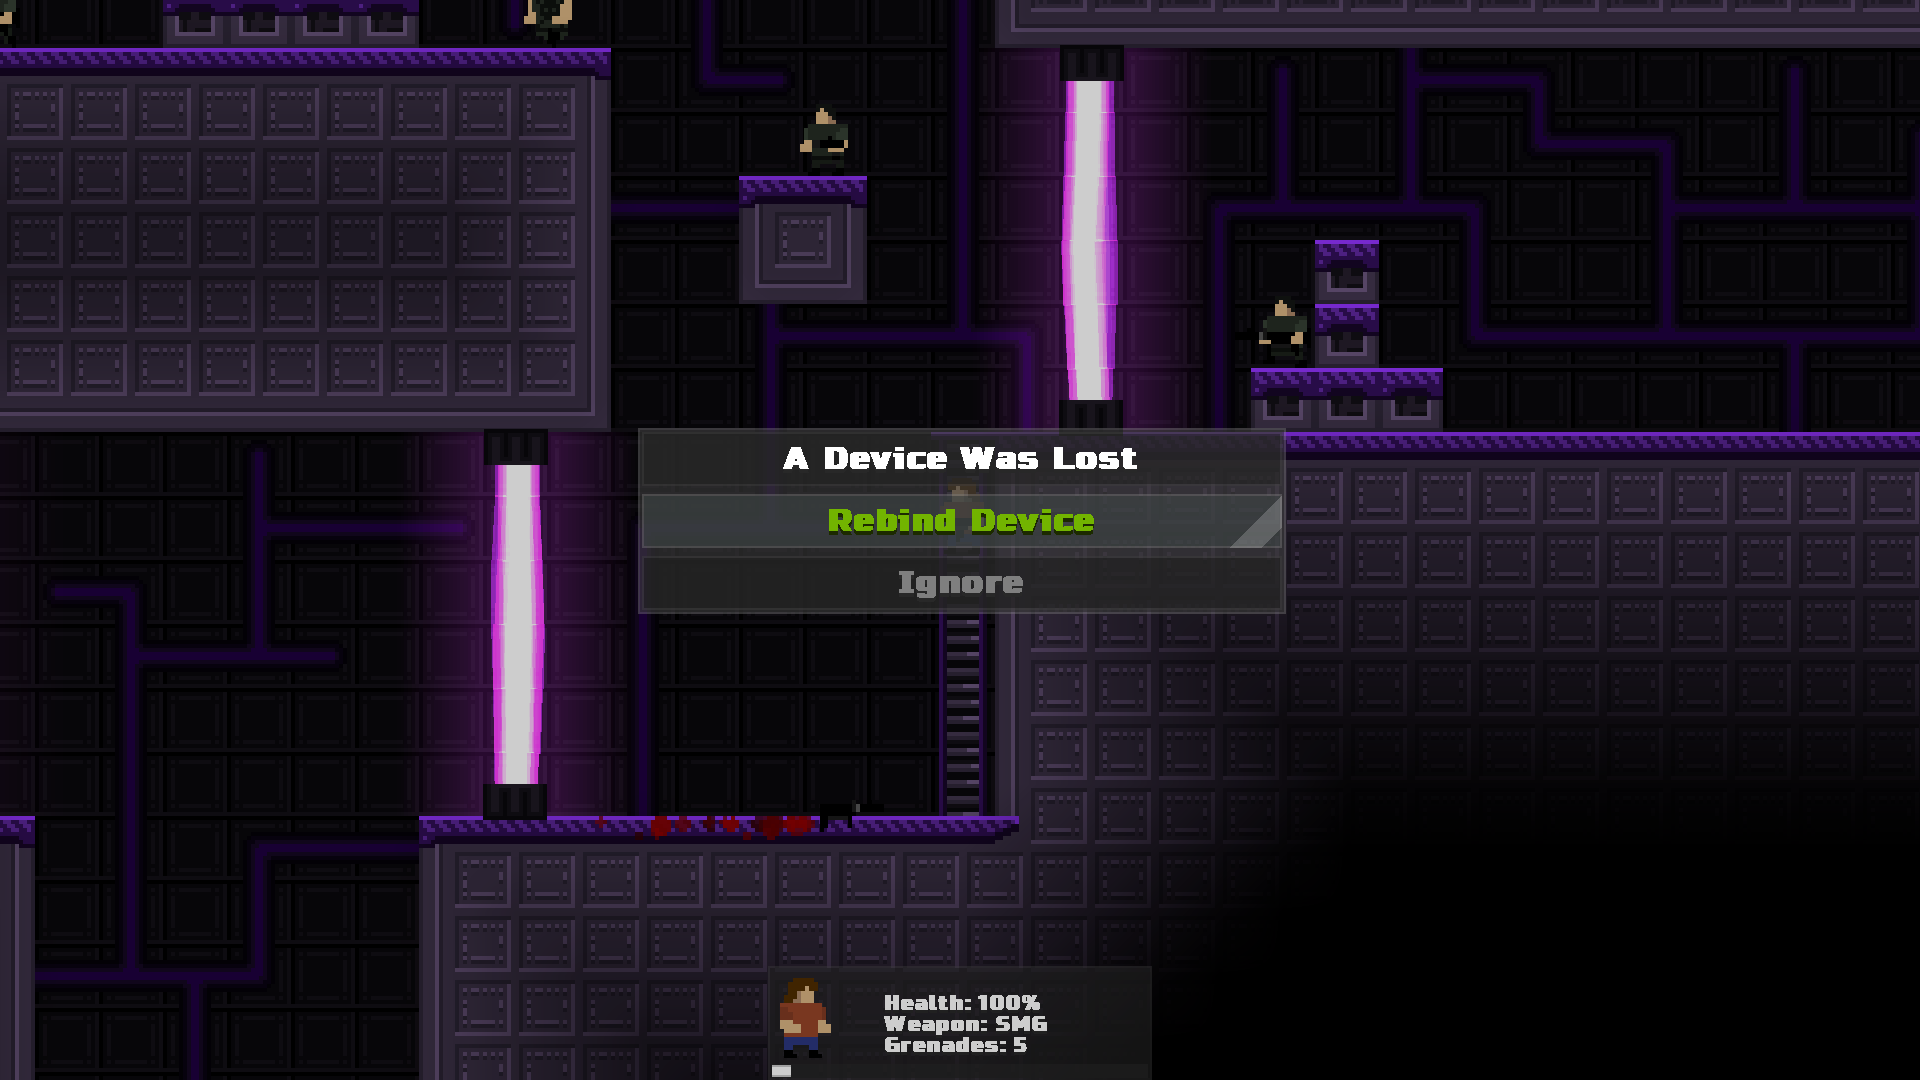 A Device Was Lost
Rebind Device
Ignore
Health: 100%
Weapon: SMG
Grenades: 5